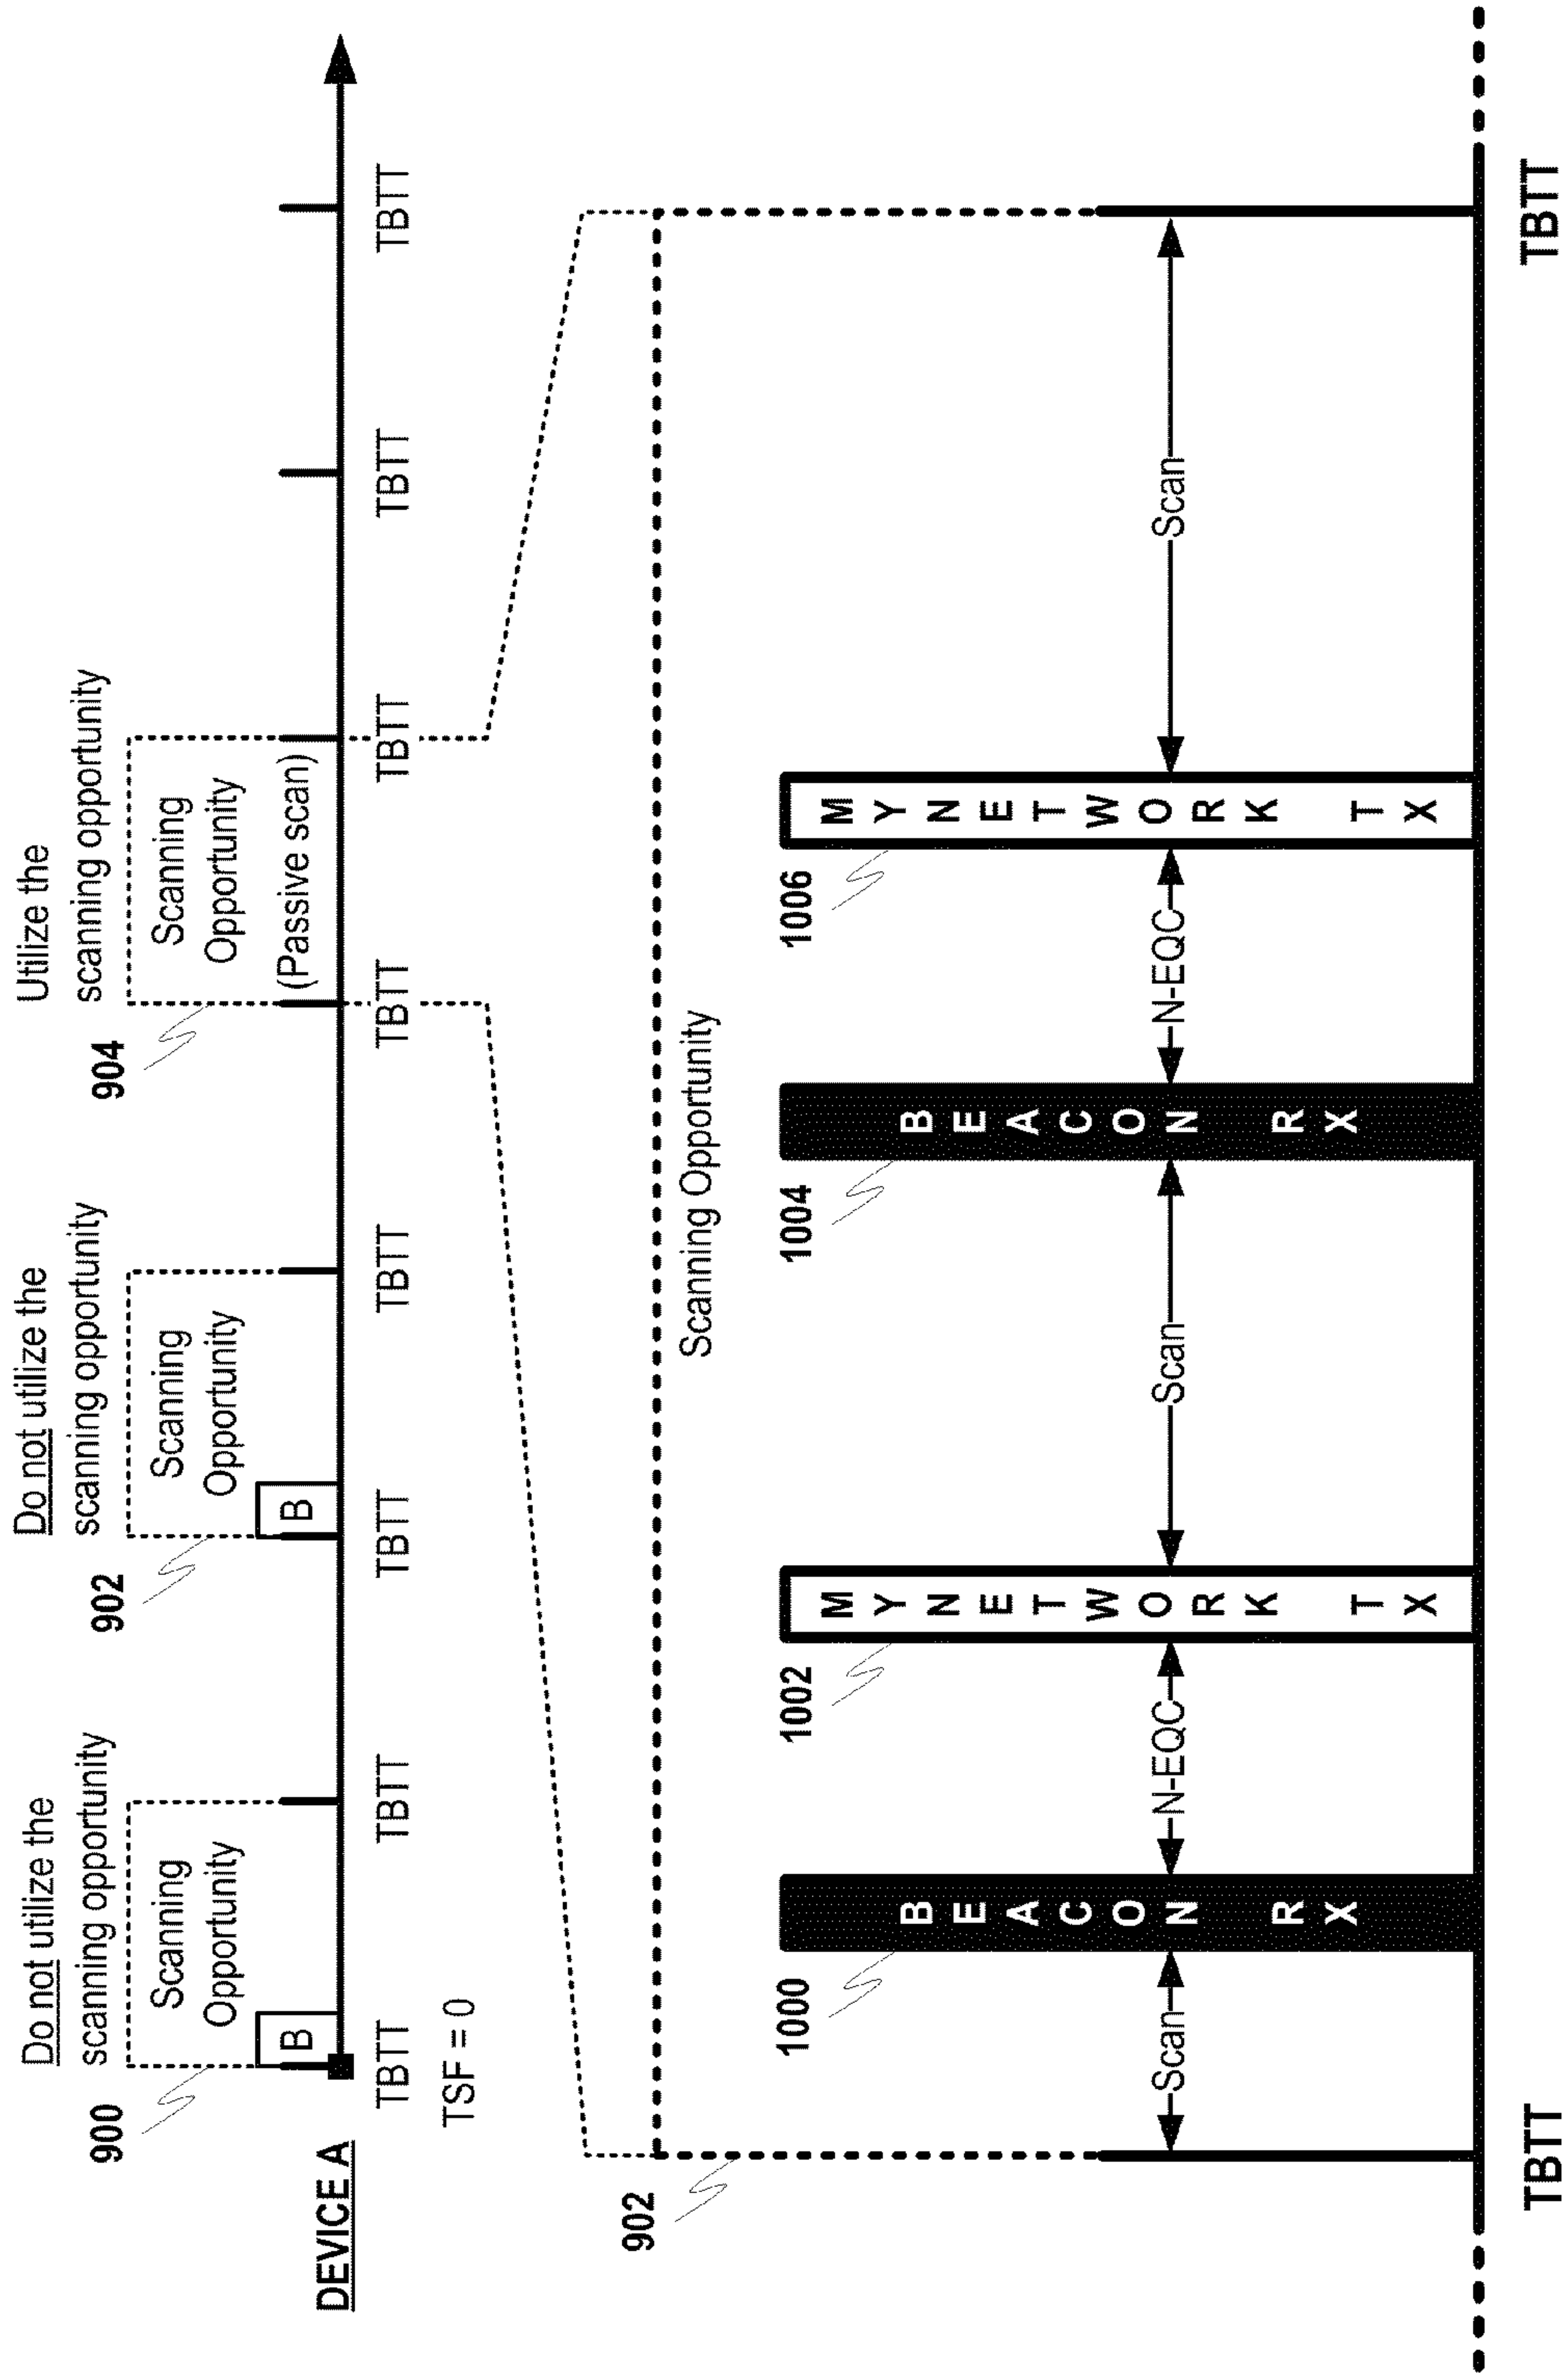 Do not utilize the
scanning opportunity
Do not utilize the
scanning opportunity
Utilize the
scanning opportunity
900
902
904
Scanning
Opportunity
Scanning
Opportunity
Scanning
Opportunity
(Passive scan)
B
B
DEVICE A
TBTT
TBTT
TBTT
TBTT
TBTT
TBTT
TBTT
TBTT
TSF = 0
902
Scanning Opportunity
1000
1002
1004
1006
BEACON RX
MYNETWORK TX
BEACON RX
MYNETWORK TX
Scan
N-EQC
Scan
N-EQC
Scan
TBTT
TBTT